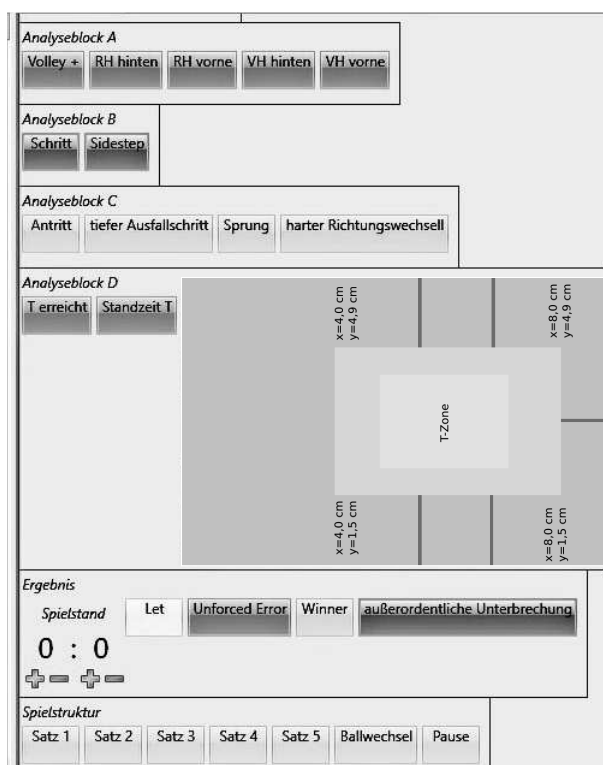 Analyseblock A
Volley + RH hinten RH vorne VH hinten VH vorne
Analyseblock B
Schritt Sidestep
Analyseblock C
Antritt tiefer Ausfallschritt Sprung harter Richtungswechsell
Analyseblock D
T erreicht Standzeit T
x=4,0 cm
y=4,9 cm
x=8,0 cm
y=4,9 cm
T-Zone
x=4,0 cm
y=1,5 cm
x=8,0 cm
y=1,5 cm
Ergebnis
Spielstand
Let Unforced Error Winner außerordentliche Unterbrechung
0 : 0
Spielstruktur
Satz 1 Satz 2 Satz 3 Satz 4 Satz 5 Ballwechsel Pause